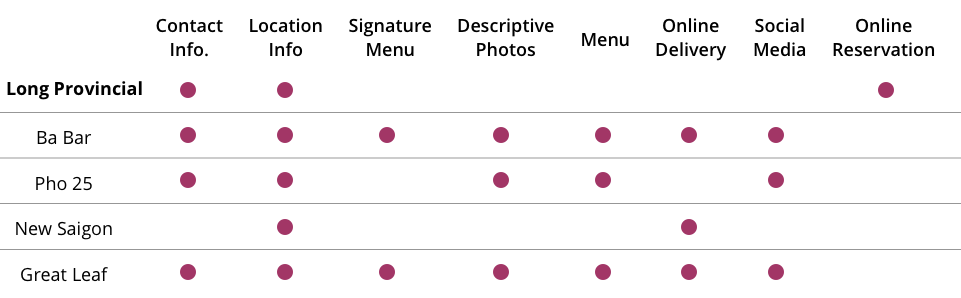 Contact Info.
Location Info
Signature Menu
Descriptive Photos
Menu
Online Delivery
Social Media
Online Reservation
Long Provincial
Ba Bar
Pho 25
New Saigon
Great Leaf